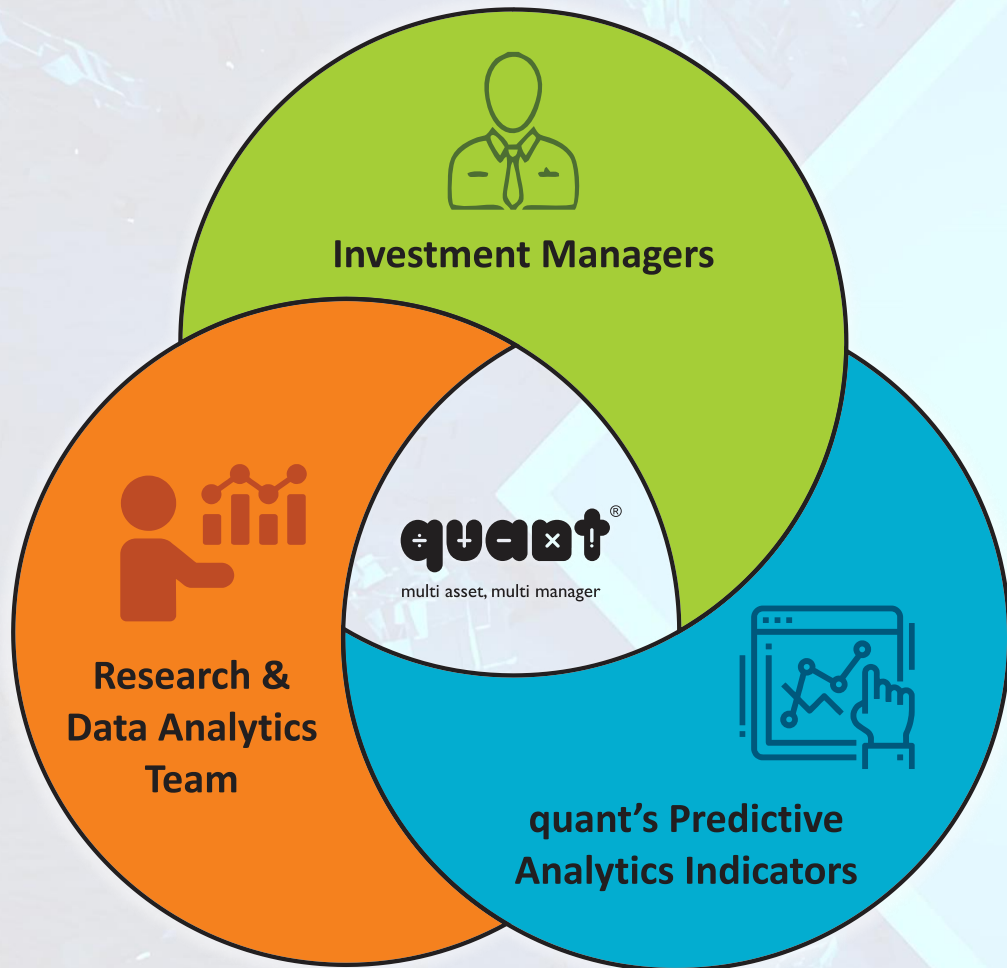 Investment Managers
quant®
multi asset, multi manager
Research &
Data Analytics
Team
quant’s Predictive
Analytics Indicators